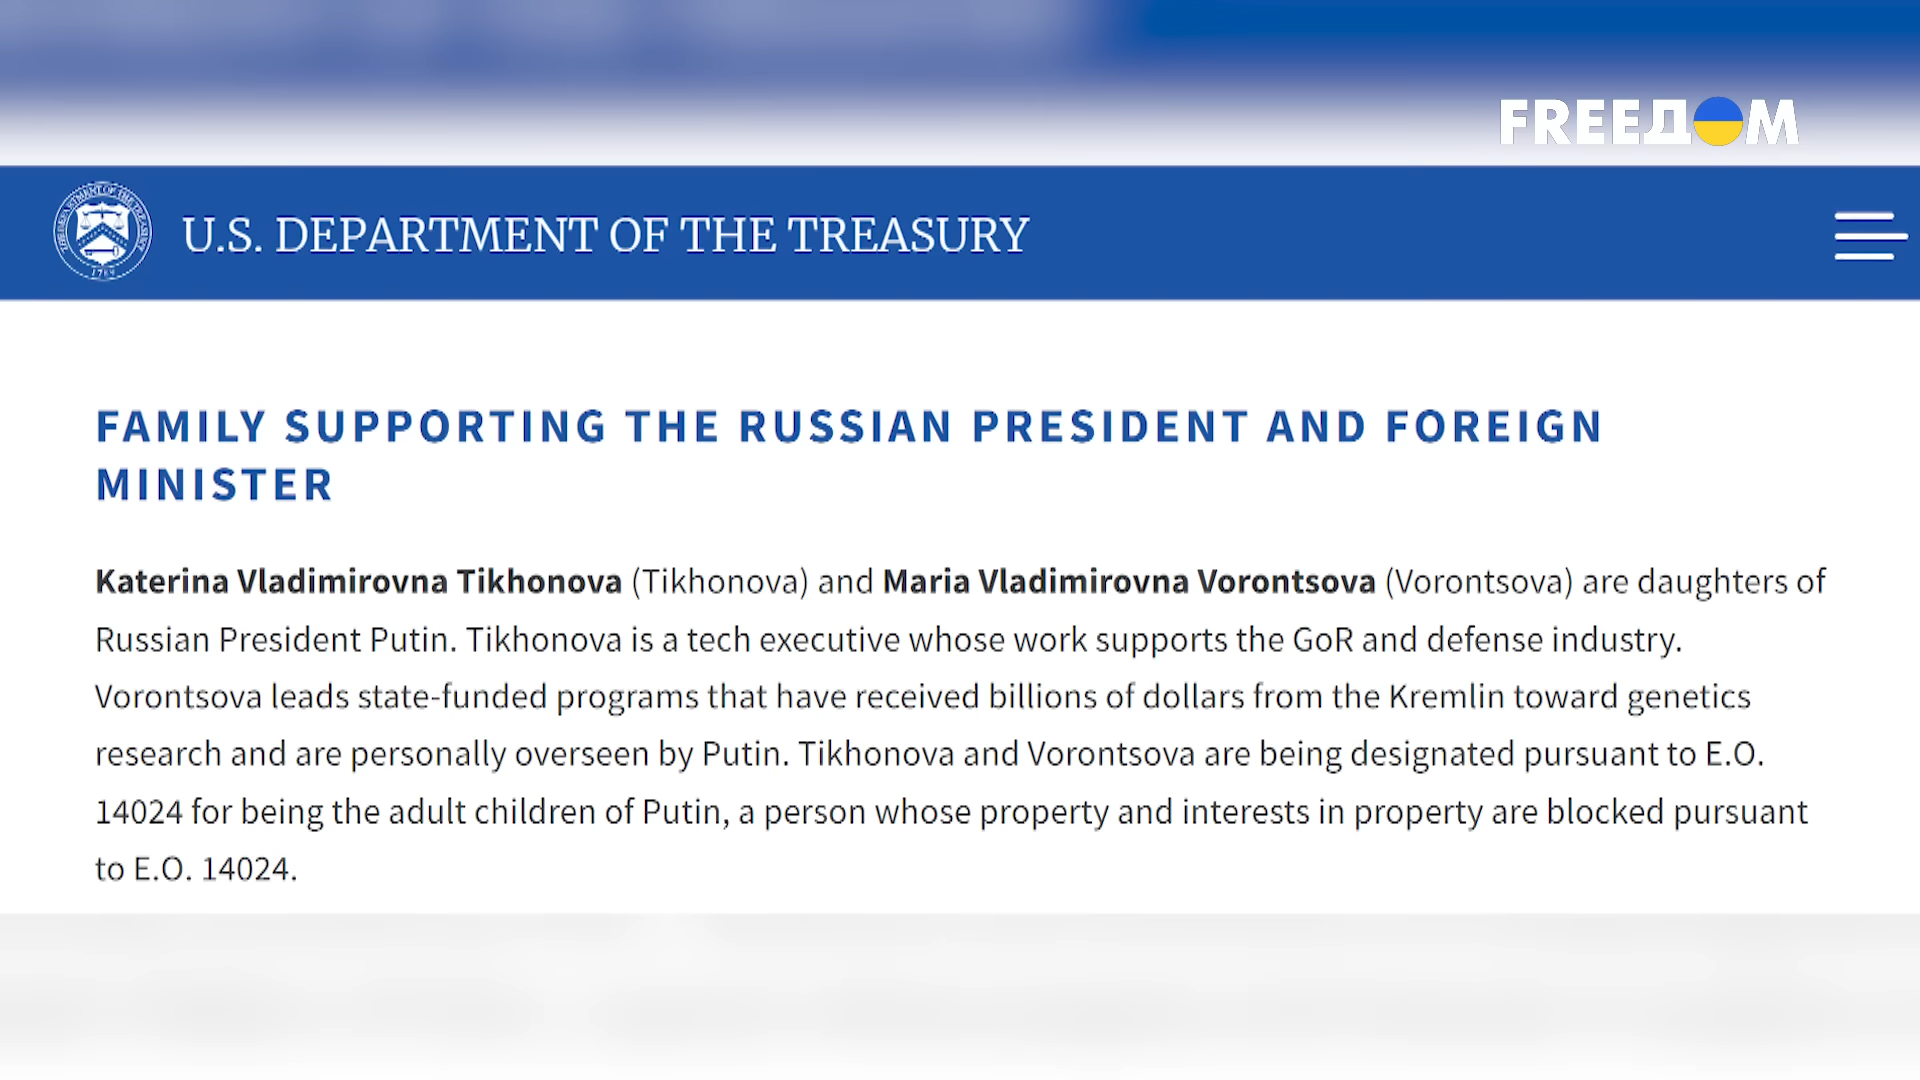 FREEДOM
U.S. DEPARTMENT OF THE TREASURY
1789
FAMILY SUPPORTING THE RUSSIAN PRESIDENT AND FOREIGN
MINISTER
Katerina Vladimirovna Tikhonova (Tikhonova) and Maria Vladimirovna Vorontsova (Vorontsova) are daughters of
Russian President Putin. Tikhonova is a tech executive whose work supports the GoR and defense industry.
Vorontsova leads state-funded programs that have received billions of dollars from the Kremlin toward genetics
research and are personally overseen by Putin. Tikhonova and Vorontsova are being designated pursuant to E.O.
14024 for being the adult children of Putin, a person whose property and interests in property are blocked pursuant
to E.O. 14024.